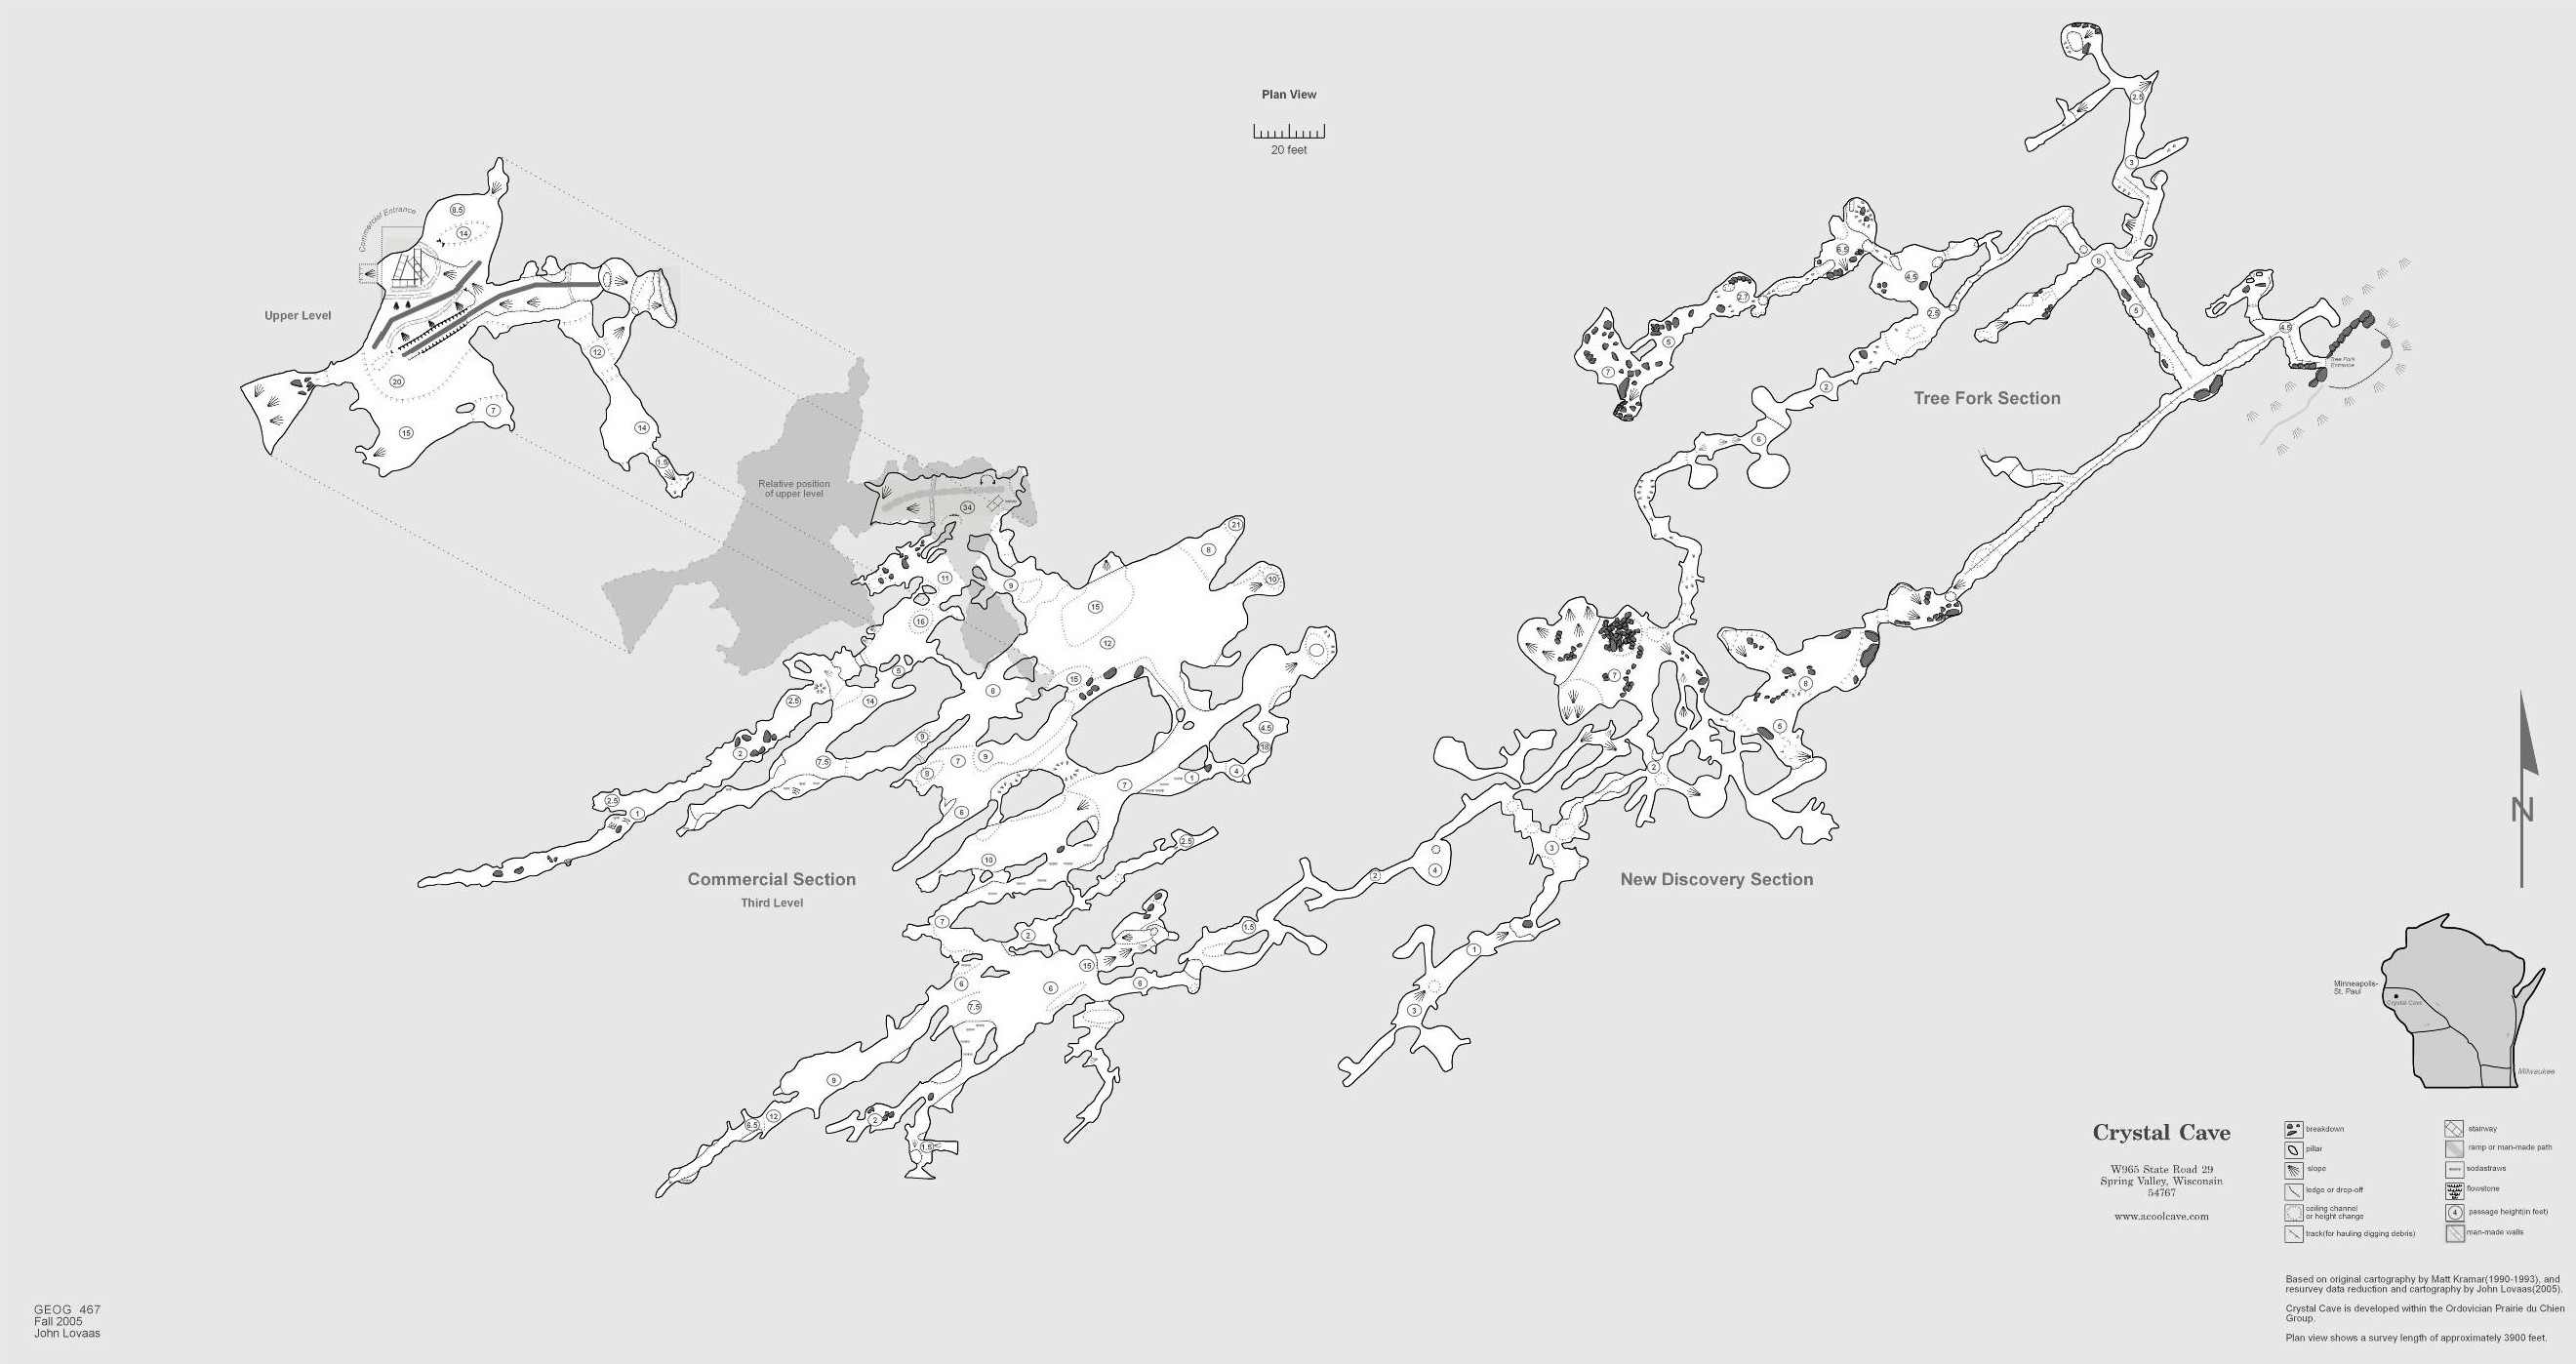 Plan View
20 feet
Commercial Entrance
8.5
14
Upper Level
12
20
7
15
14
1.5
Relative position
of upper level
34
21
8
11
9
10
15
16
12
5
8
15
2.5
14
9
4.5
18
2
7.5
7
9
8
4
7
1
2.5
1
6
10
2.5
Commercial Section
Third Level
7
2
15
6
6
6
7.5
9
12
6.5
2
1.5
1.5
2
4
2.5
3
6.5
4.5
8
2.7
2.5
5
4.5
5
7
2
6
Tree Fork
Entrance
Tree Fork Section
7
8
5
2
3
New Discovery Section
1
3
N
Minneapolis-
St. Paul
Crystal Cave
Milwaukee
Crystal Cave
W965 State Road 29
Spring Valley, Wisconsin
54767
www.acoolcave.com
breakdown
pillar
slope
ledge or drop-off
ceiling channel
or height change
track(for hauling digging debris)
stairway
ramp or man-made path
sodastraws
flowstone
4 passage height(in feet)
man-made walls
Based on original cartography by Matt Kramar(1990-1993), and
resurvey data reduction and cartography by John Lovaas(2005).
Crystal Cave is developed within the Ordovician Prairie du Chien
Group.
Plan view shows a survey length of approximately 3900 feet.
GEOG 467
Fall 2005
John Lovaas